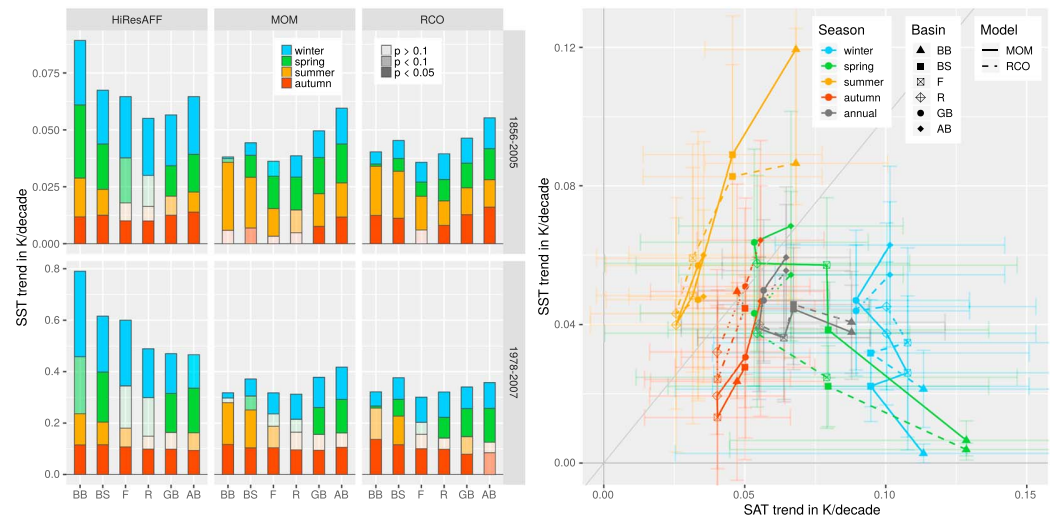 HiResAFF MOM RCO
SST trend in K/decade
0.075
0.050
0.025
0.000
winter
spring
summer
autumn
p > 0.1
p < 0.1
p < 0.05
1856-2005
0.8
0.6
0.4
0.2
0.0
1978-2007
BB BS F R GB AB BB BS F R GB AB BB BS F R GB AB
SST trend in K/decade
0.12
0.08
0.04
0.00
Season
winter
spring
summer
autumn
annual
Basin
BB
BS
F
R
GB
AB
Model
MOM
RCO
0.00 0.05 0.10 0.15
SAT trend in K/decade